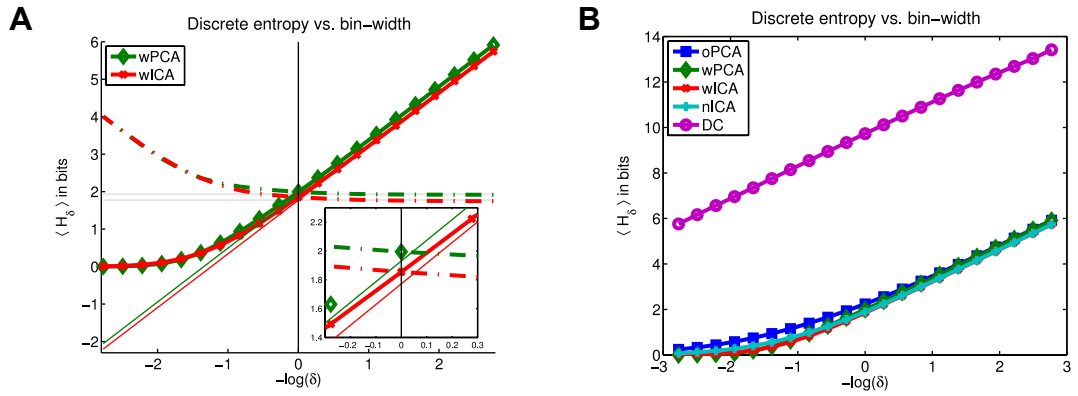 A
Discrete entropy vs. bin−width
⟨ H_δ ⟩ in bits
6
5
4
3
2
1
0
−1
−2
wPCA
wICA
2.2
2
1.8
1.6
1.4
−0.2
−0.1
0
0.1
0.2
0.3
−2
−1
0
1
2
−log(δ)
B
Discrete entropy vs. bin−width
⟨ H_δ ⟩ in bits
14
12
10
8
6
4
2
0
oPCA
wPCA
wICA
nICA
DC
−3
−2
−1
0
1
2
3
−log(δ)